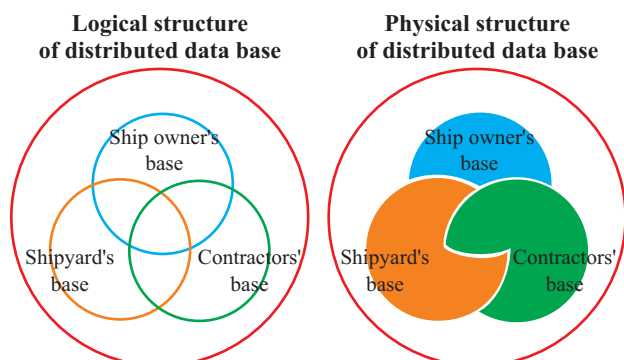 Logical structure
of distributed data base
Ship owner's
base
Shipyard's
base
Contractors'
base
Physical structure
of distributed data base
Ship owner's
base
Shipyard's
base
Contractors'
base